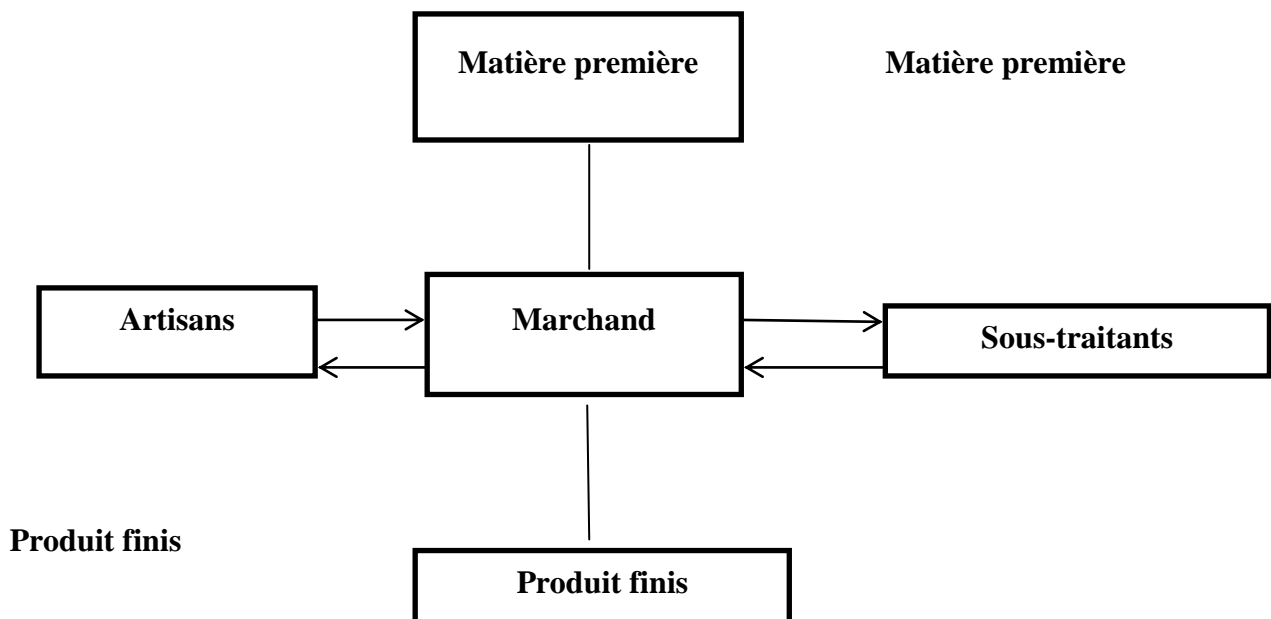 Matière première
Matière première
Artisans
Marchand
Sous-traitants
Produit finis
Produit finis